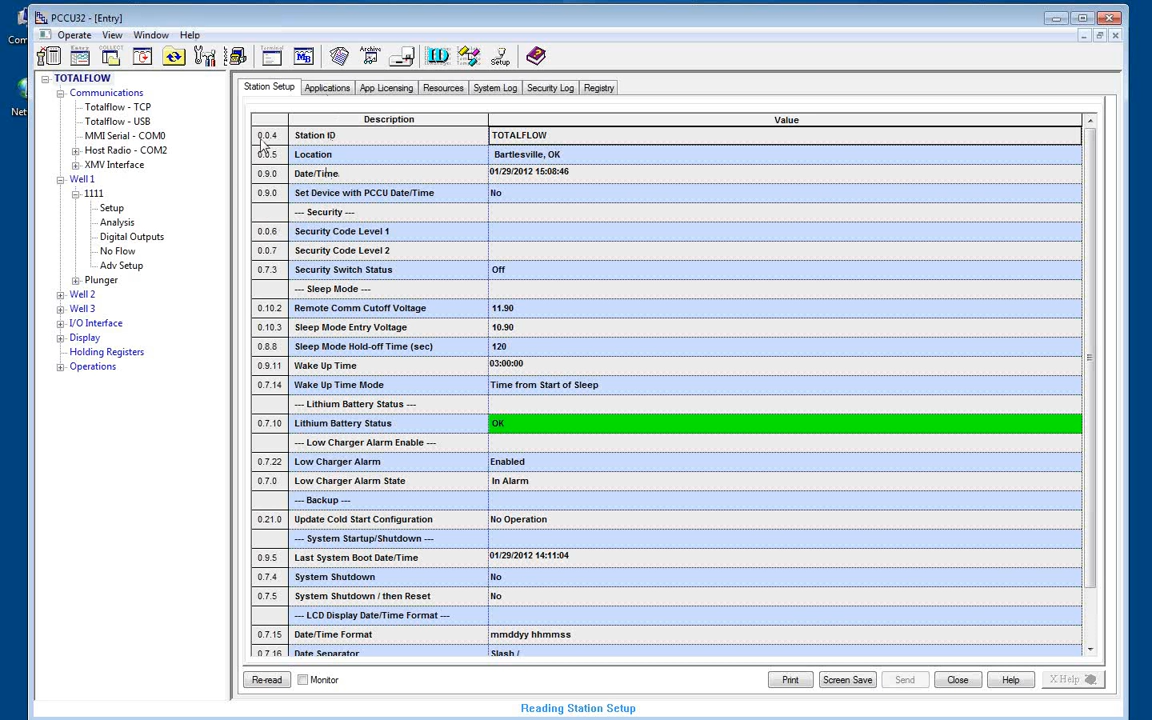 PCCU32 - [Entry]
Com
Net
Operate View Window Help
Entry COLLECT Terminal MB Archive ID Setup
TOTALFLOW
Communications
Totalflow - TCP
Totalflow - USB
MMI Serial - COM0
Host Radio - COM2
XMV Interface
Well 1
1111
Setup
Analysis
Digital Outputs
No Flow
Adv Setup
Plunger
Well 2
Well 3
I/O Interface
Display
Holding Registers
Operations
Station Setup Applications App Licensing Resources System Log Security Log Registry
Description Value
0.0.4 Station ID TOTALFLOW
0.0.5 Location Bartlesville, OK
0.9.0 Date/Time 01/29/2012 15:08:46
0.9.0 Set Device with PCCU Date/Time No
--- Security ---
0.0.6 Security Code Level 1
0.0.7 Security Code Level 2
0.7.3 Security Switch Status Off
--- Sleep Mode ---
0.10.2 Remote Comm Cutoff Voltage 11.90
0.10.3 Sleep Mode Entry Voltage 10.90
0.8.8 Sleep Mode Hold-off Time (sec) 120
0.9.11 Wake Up Time 03:00:00
0.7.14 Wake Up Time Mode Time from Start of Sleep
--- Lithium Battery Status ---
0.7.10 Lithium Battery Status OK
--- Low Charger Alarm Enable ---
0.7.22 Low Charger Alarm Enabled
0.7.0 Low Charger Alarm State In Alarm
--- Backup ---
0.21.0 Update Cold Start Configuration No Operation
--- System Startup/Shutdown ---
0.9.5 Last System Boot Date/Time 01/29/2012 14:11:04
0.7.4 System Shutdown No
0.7.5 System Shutdown / then Reset No
--- LCD Display Date/Time Format ---
0.7.15 Date/Time Format mmddyy hhmmss
0.7.16 Date Separator Slash /
Re-read Monitor Print Screen Save Send Close Help X Help
Reading Station Setup